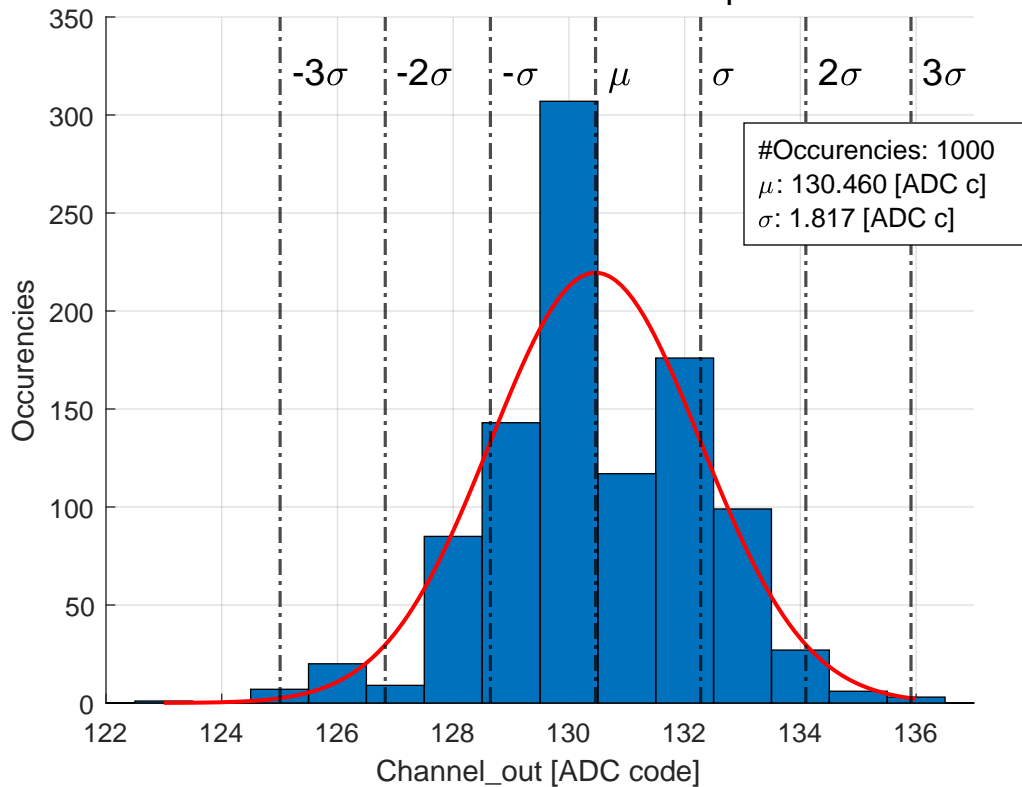 350
300
250
200
150
100
50
0
Occurencies
-3σ -2σ -σ μ σ 2σ 3σ
#Occurencies: 1000
μ: 130.460 [ADC c]
σ: 1.817 [ADC c]
122 124 126 128 130 132 134 136
Channel_out [ADC code]